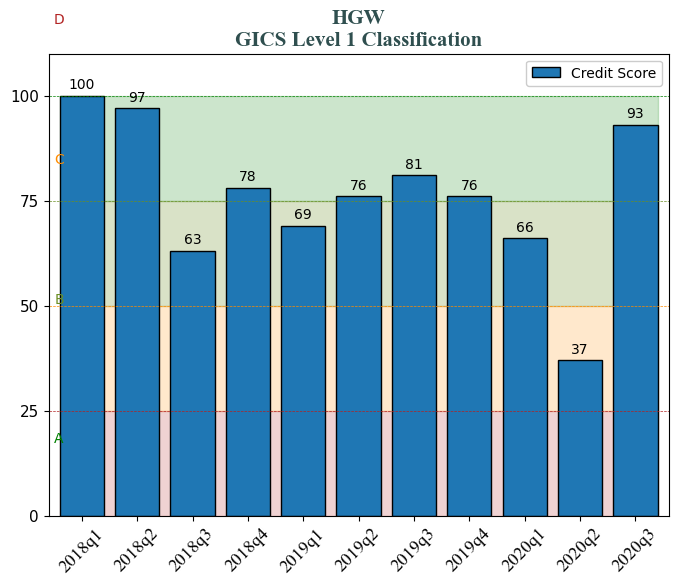 D
HGW
GICS Level 1 Classification
Credit Score
100
100
97
C
93
75
78
81
76
76
69
66
63
50
B
37
25
A
0
2018q1
2018q2
2018q3
2018q4
2019q1
2019q2
2019q3
2019q4
2020q1
2020q2
2020q3